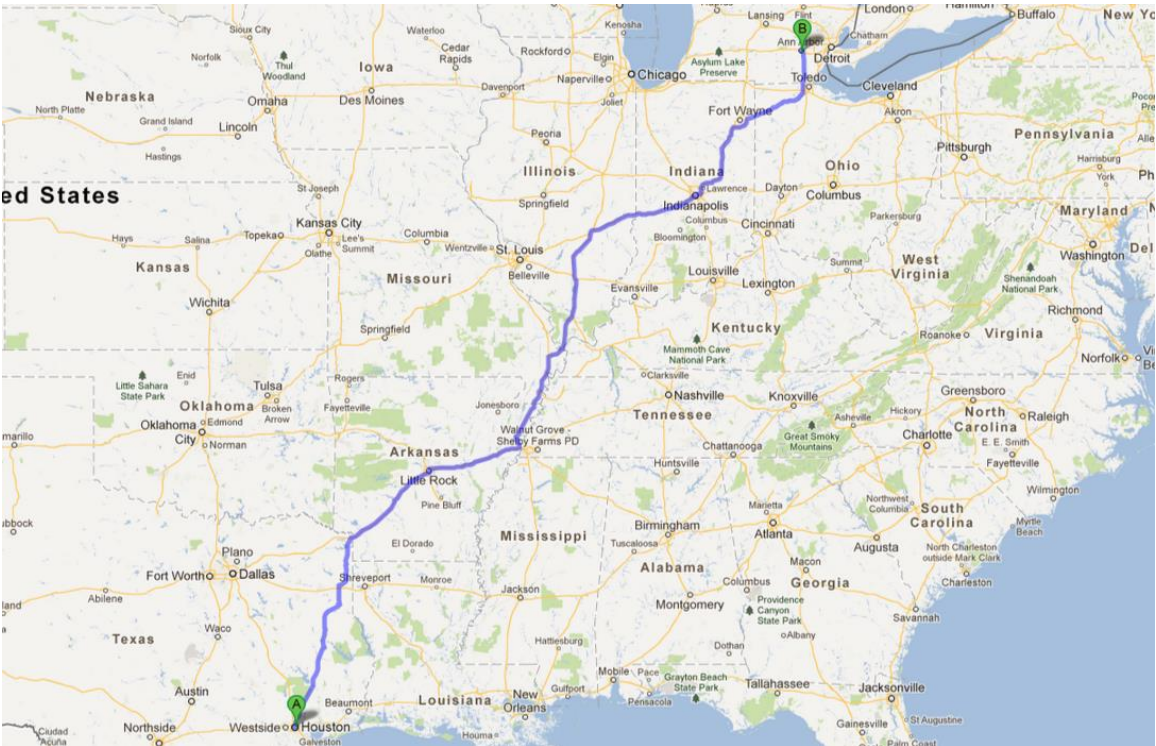 Sioux City
Waterloo
Rockford
Kenosha
Lansing
Flint
London
Hamilton
Buffalo
New Yo
Norfolk
Thul
Woodland
Iowa
Cedar
Rapids
Elgin
Chicago
Asylum Lake
Preserve
B
Detroit
Chatham
Nebraska
Omaha
Des Moines
Davenport
Naperville
Joliet
Toledo
Cleveland
North Platte
Grand Island
Lincoln
Hastings
Peoria
Fort Wayne
Akron
Pennsylvania
Pittsburgh
Harrisburg
York
ed States
St Joseph
Illinois
Springfield
Indiana
Lawrence
Indianapolis
Dayton
Ohio
Columbus
Ph
Maryland
Hays
Salina
Topeka
Kansas City
Olathe
Lee's
Summit
Columbia
Wentzville
St. Louis
Belleville
Bloomington
Columbus
Cincinnati
Parkersburg
Washington
Del
Kansas
Wichita
Missouri
Springfield
Evansville
Louisville
Lexington
Summit
West
Virginia
Shenandoah
National Park
Richmond
Kentucky
Mammoth Cave
National Park
Roanoke
Virginia
Norfolk
Little Sahara
State Park
Enid
Tulsa
Broken
Arrow
Rogers
Fayetteville
Jonesboro
Clarksville
Nashville
Knoxville
Greensboro
Oklahoma
Oklahoma
City
Edmond
Norman
Walnut Grove -
Shelby Farms PD
Tennessee
Asheville
Hickory
North
Carolina
Raleigh
marillo
Arkansas
Little Rock
Pine Bluff
Chattanooga
Huntsville
Great Smoky
Mountains
Charlotte
E. E. Smith
Fayetteville
Wilmington
ubbock
El Dorado
Mississippi
Birmingham
Tuscaloosa
Marietta
Atlanta
Northwest
Columbia
South
Carolina
Augusta
Myrtle
Beach
North Charleston
outside Mark Clark
Charleston
Plano
Fort Worth
Dallas
Abilene
Shreveport
Monroe
Jackson
Alabama
Montgomery
Columbus
Macon
Georgia
Providence
Canyon
State Park
Savannah
Texas
Waco
Hattiesburg
Dothan
Albany
Austin
A
Beaumont
Louisiana
New
Orleans
Gulfport
Mobile
Pace
Pensacola
Grayton Beach
State Park
Tallahassee
Jacksonville
Northside
Westside
Houston
Galveston
Houma
Gainesville
St Augustine
Palm Coast
Ciudad
Acuña